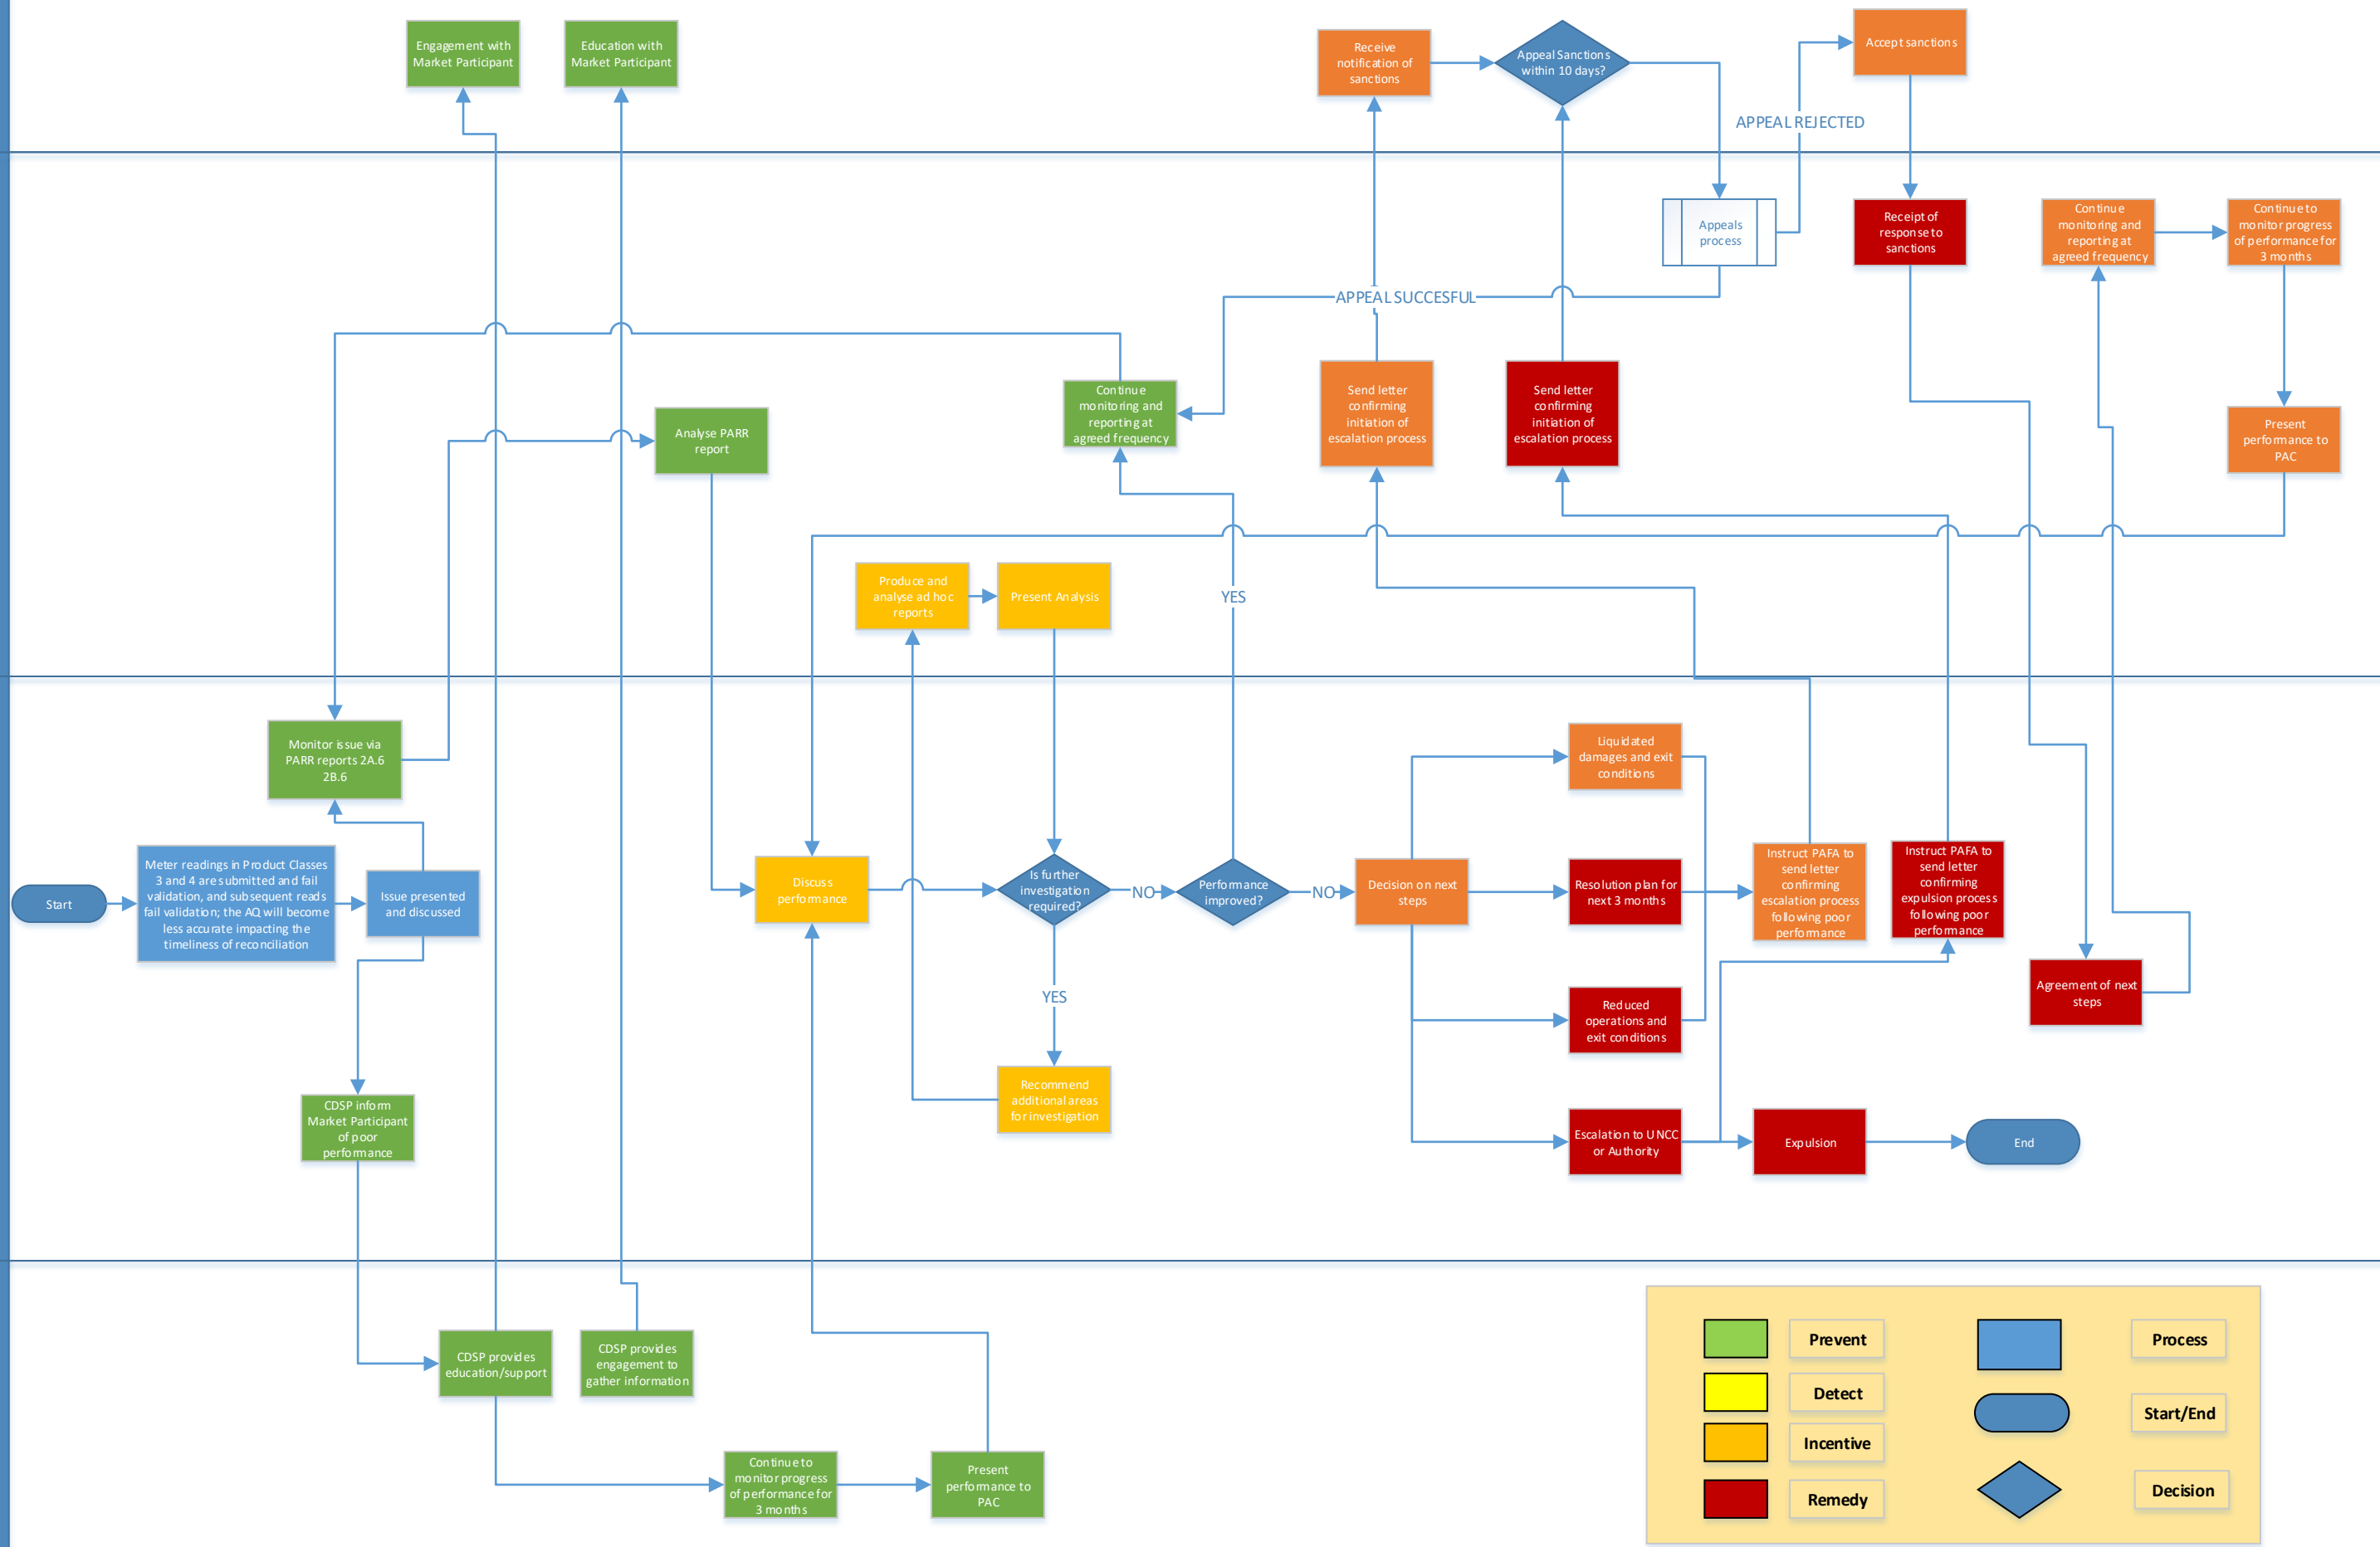 Engagement with
Market Participant
Education with
Market Participant
Receive
notification of
sanctions
Appeal Sanctions
within 10 days?
Accept sanctions
APPEAL REJECTED
Appeals
process
Receipt of
response to
sanctions
Continue
monitoring and
reporting at
agreed frequency
Continue to
monitor progress
of performance for
3 months
APPEAL SUCCESFUL
Continue
monitoring and
reporting at
agreed frequency
Send letter
confirming
initiation of
escalation process
Send letter
confirming
initiation of
escalation process
Analyse PARR
report
Present
performance to
PAC
Produce and
analyse ad hoc
reports
Present Analysis
YES
Monitor issue via
PARR reports 2A.6
2B.6
Liquidated
damages and exit
conditions
Start
Meter readings in Product Classes
3 and 4 are submitted and fail
validation, and subsequent reads
fail validation; the AQ will become
less accurate impacting the
timeliness of reconciliation
Issue presented
and discussed
Discuss
performance
Is further
investigation
required?
NO
Performance
improved?
NO
Decision on next
steps
Resolution plan for
next 3 months
Instruct PAFA to
send letter
confirming
escalation process
following poor
performance
Instruct PAFA to
send letter
confirming
expulsion process
following poor
performance
YES
Agreement of next
steps
Reduced
operations and
exit conditions
Recommend
additional areas
for investigation
CDSP inform
Market Participant
of poor
performance
Escalation to UNCC
or Authority
Expulsion
End
CDSP provides
education/support
CDSP provides
engagement to
gather information
Continue to
monitor progress
of performance for
3 months
Present
performance to
PAC
Prevent
Process
Detect
Start/End
Incentive
Remedy
Decision